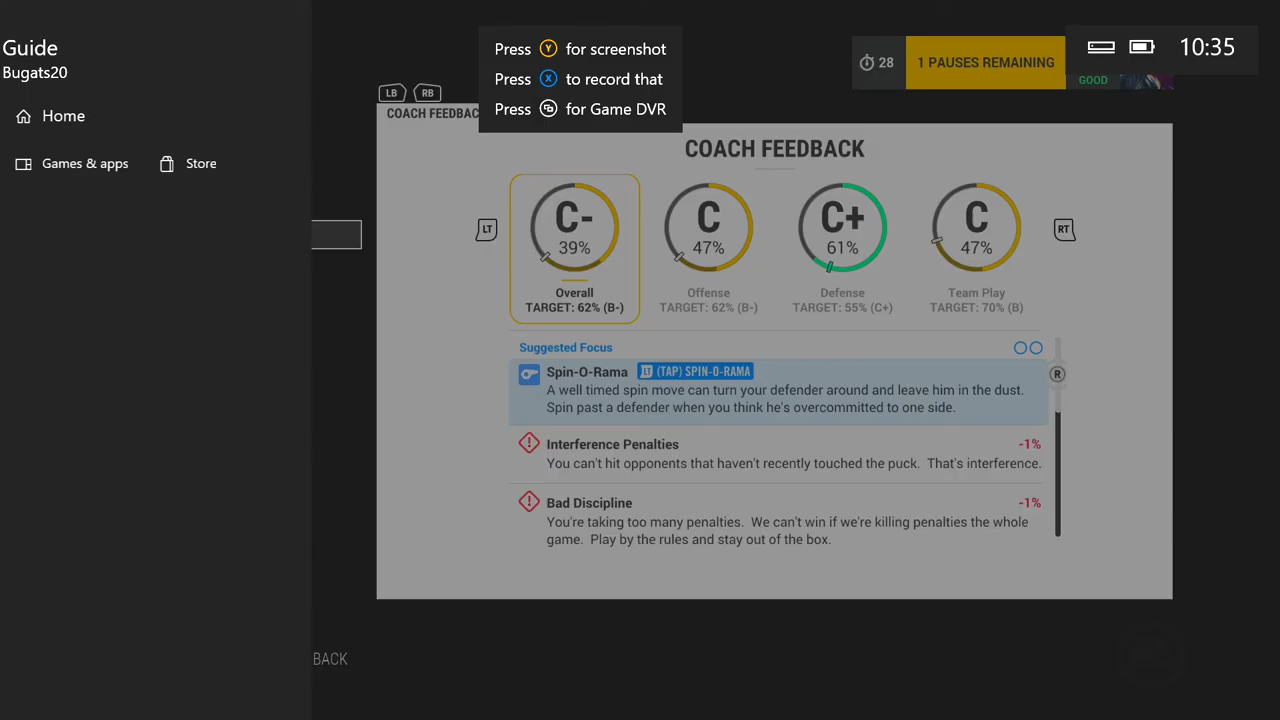 Guide
Bugats20
Home
Games & apps
Store
Press Y for screenshot
Press X to record that
Press for Game DVR
28
1 PAUSES REMAINING
10:35
GOOD
LB RB
COACH FEEDBAC
COACH FEEDBACK
LT
C-
39%
Overall
TARGET: 62% (B-)
C
47%
Offense
TARGET: 62% (B-)
C+
61%
Defense
TARGET: 55% (C+)
C
47%
Team Play
TARGET: 70% (B)
RT
Suggested Focus
Spin-O-Rama LT (TAP) SPIN-O-RAMA
A well timed spin move can turn your defender around and leave him in the dust.
Spin past a defender when you think he's overcommitted to one side.
R
Interference Penalties -1%
You can't hit opponents that haven't recently touched the puck. That's interference.
Bad Discipline -1%
You're taking too many penalties. We can't win if we're killing penalties the whole
game. Play by the rules and stay out of the box.
BACK